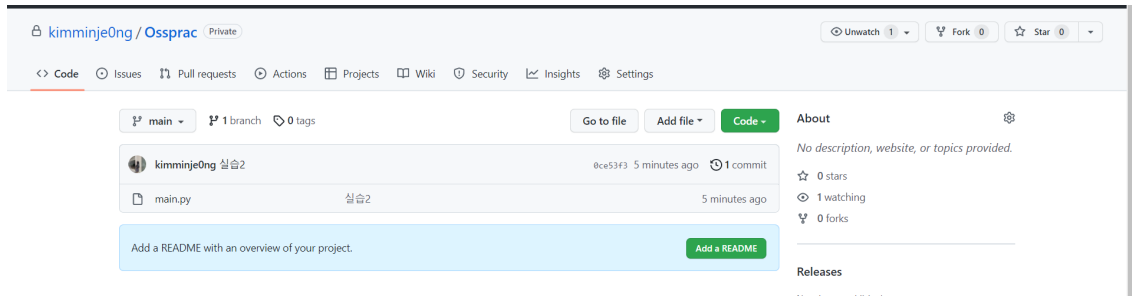 kimminje0ng / Ossprac Private
Unwatch 1 Fork 0 Star 0
<> Code Issues Pull requests Actions Projects Wiki Security Insights Settings
main 1 branch 0 tags Go to file Add file Code
kimminje0ng 실습2 0ce53f3 5 minutes ago 1 commit
main.py 실습2 5 minutes ago
Add a README with an overview of your project. Add a README
About
No description, website, or topics provided.
0 stars
1 watching
0 forks
Releases